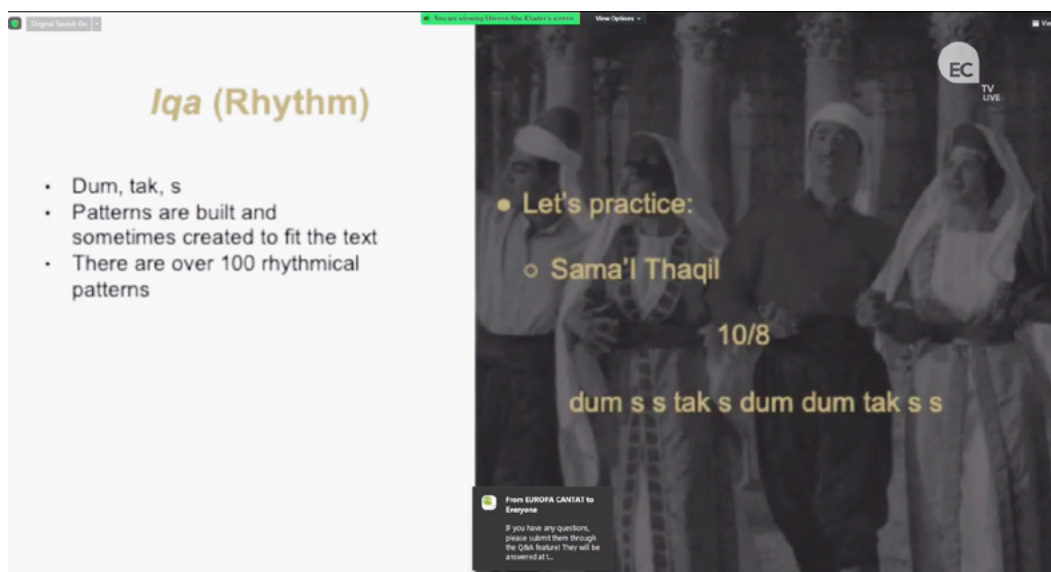 Original Sound: On
You are viewing Shireen Abu Khader's screen
View Options
View
EC
TV
LIVE
Iqa (Rhythm)
• Dum, tak, s
• Patterns are built and
sometimes created to fit the text
• There are over 100 rhythmical
patterns
● Let's practice:
○ Sama'I Thaqil
10/8
dum s s tak s dum dum tak s s
From EUROPA CANTAT to
Everyone
IF you have any questions,
please submit them through
the Q&A feature! They will be
answered at t...